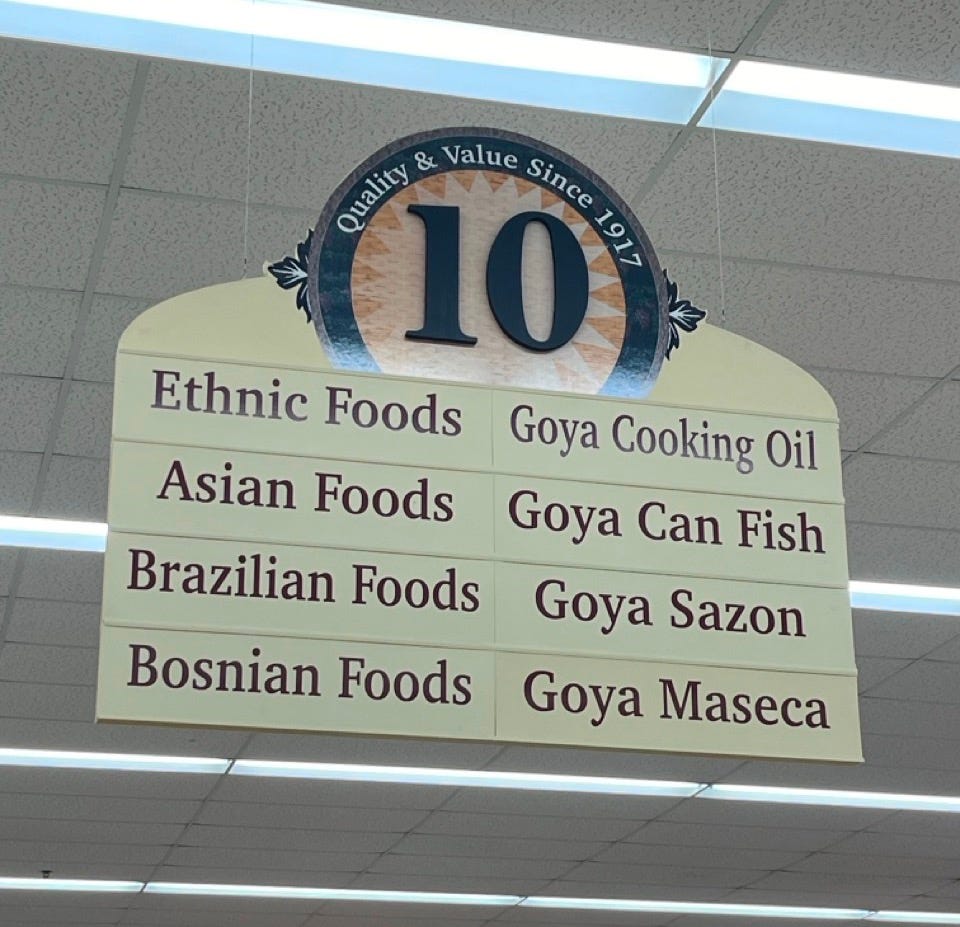 Quality & Value Since 1917
10
Ethnic Foods
Goya Cooking Oil
Asian Foods
Goya Can Fish
Brazilian Foods
Goya Sazon
Bosnian Foods
Goya Maseca